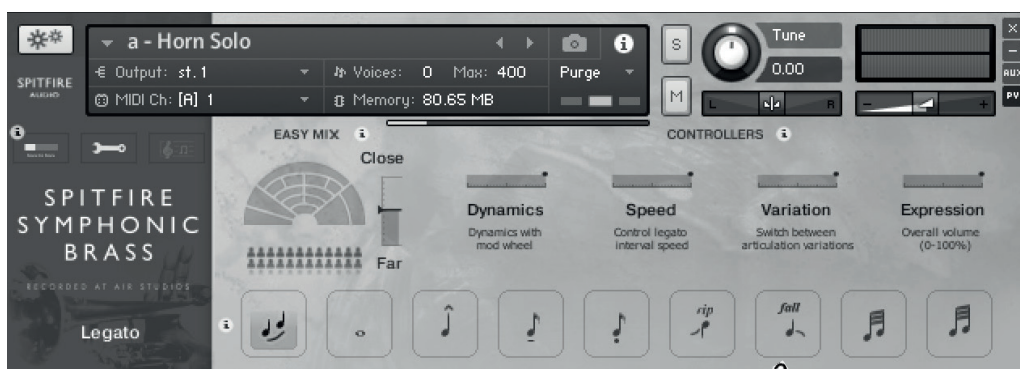 a - Horn Solo
Output: st.1
Voices: 0 Max: 400
Purge
MIDI Ch: [A] 1
Memory: 80.65 MB
S
M
Tune
0.00
L
R
AUX
PV
SPITFIRE
AUDIO
EASY MIX
Close
Far
CONTROLLERS
Dynamics
Dynamics with
mod wheel
Speed
Control legato
interval speed
Variation
Switch between
articulation variations
Expression
Overall volume
(0-100%)
SPITFIRE
SYMPHONIC
BRASS
RECORDED AT AIR STUDIOS
Legato
rip
fall